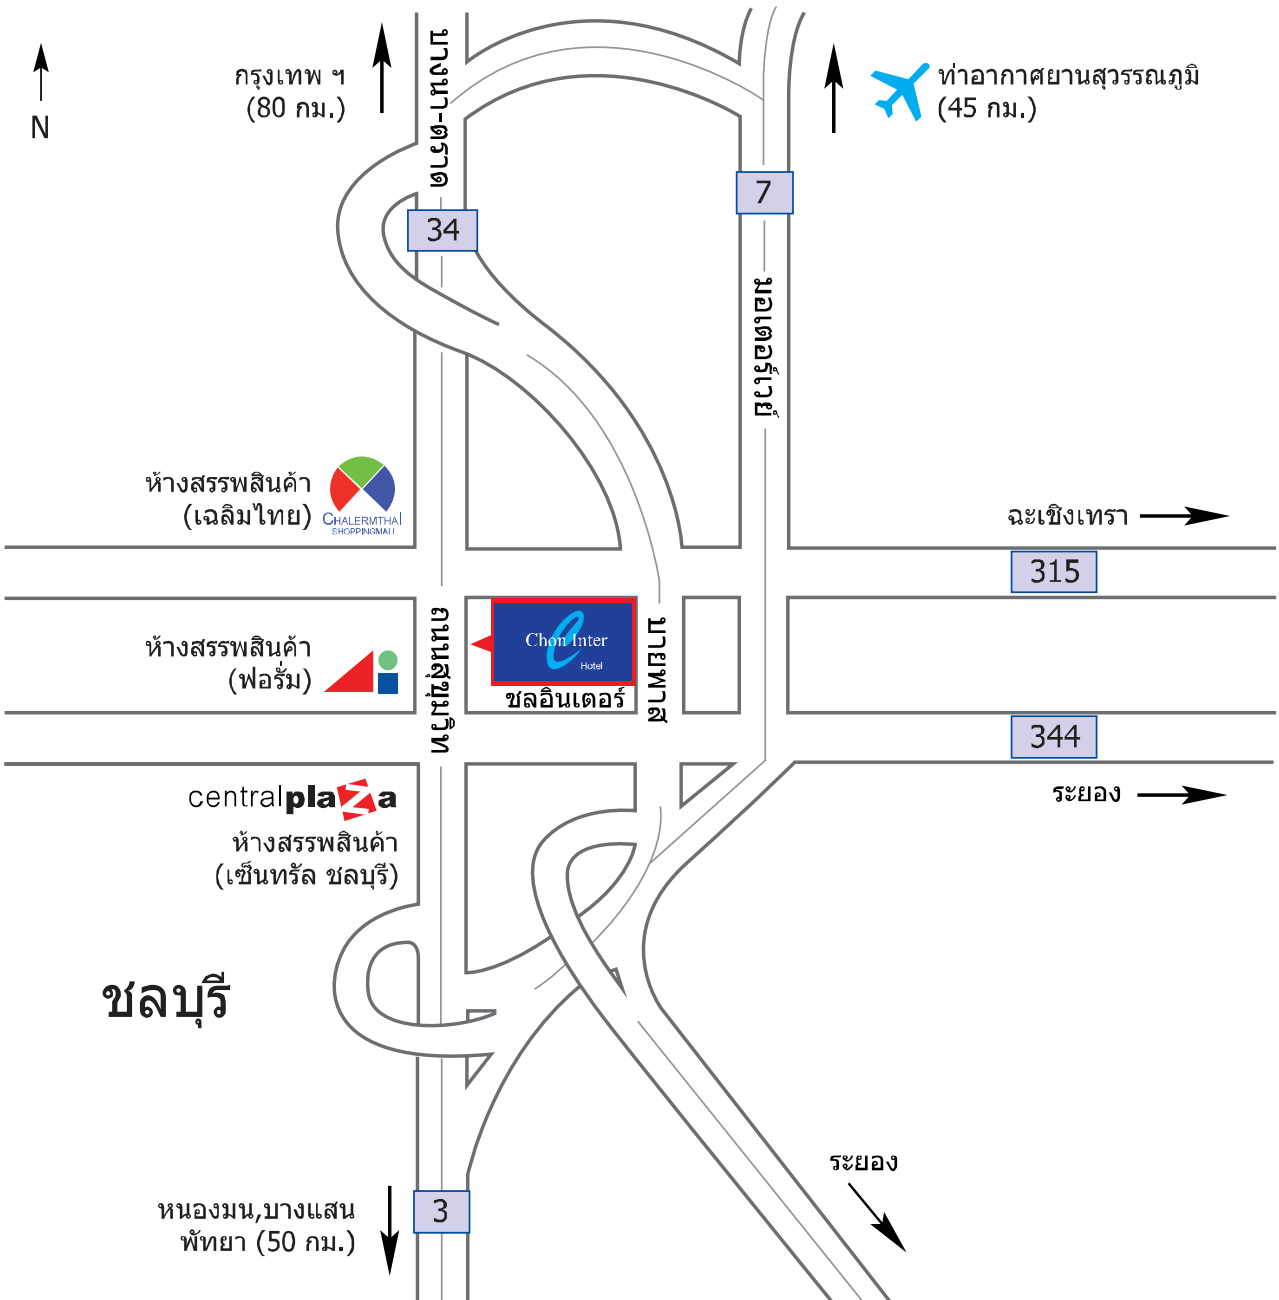 N
กรุงเทพ ฯ
(80 กม.)
บางนา-ตราด
34
7
ท่าอากาศยานสุวรรณภูมิ
(45 กม.)
มอเตอร์เวย์
ห้างสรรพสินค้า
(เฉลิมไทย)
CHALERMTHAI
SHOPPINGMALL
ฉะเชิงเทรา
315
ห้างสรรพสินค้า
(ฟอรั่ม)
ถนนสุขุมวิท
Chon Inter
Hotel
ชลอินเตอร์
บายพาส
344
ระยอง
centralplaza
ห้างสรรพสินค้า
(เซ็นทรัล ชลบุรี)
ชลบุรี
ระยอง
3
หนองมน,บางแสน
พัทยา (50 กม.)